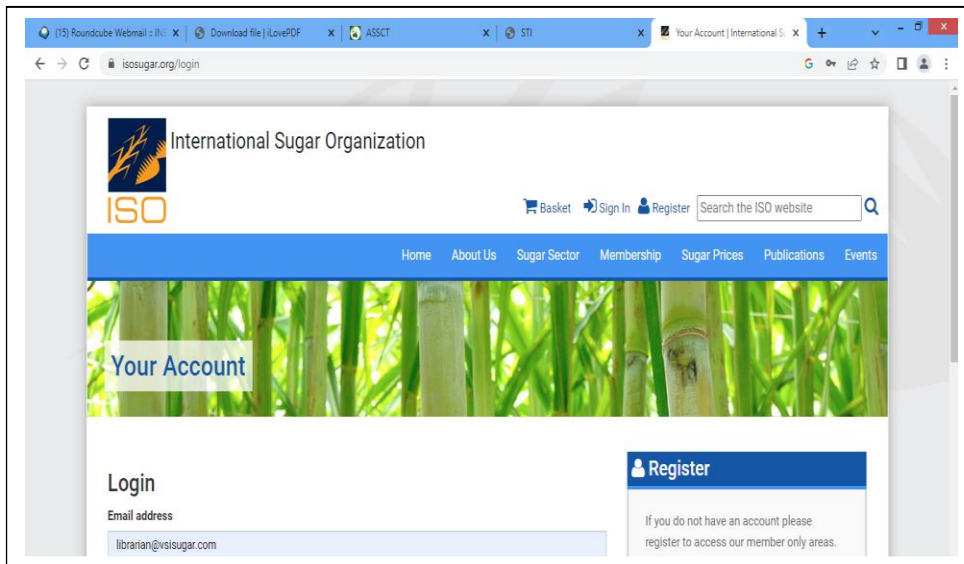 (15) Roundcube Webmail :: IN
Download file | iLovePDF
ASSCT
STI
Your Account | International S
isosugar.org/login
International Sugar Organization
ISO
Basket
Sign In
Register
Search the ISO website
Home
About Us
Sugar Sector
Membership
Sugar Prices
Publications
Events
Your Account
Login
Email address
librarian@vsisugar.com
Register
If you do not have an account please
register to access our member only areas.